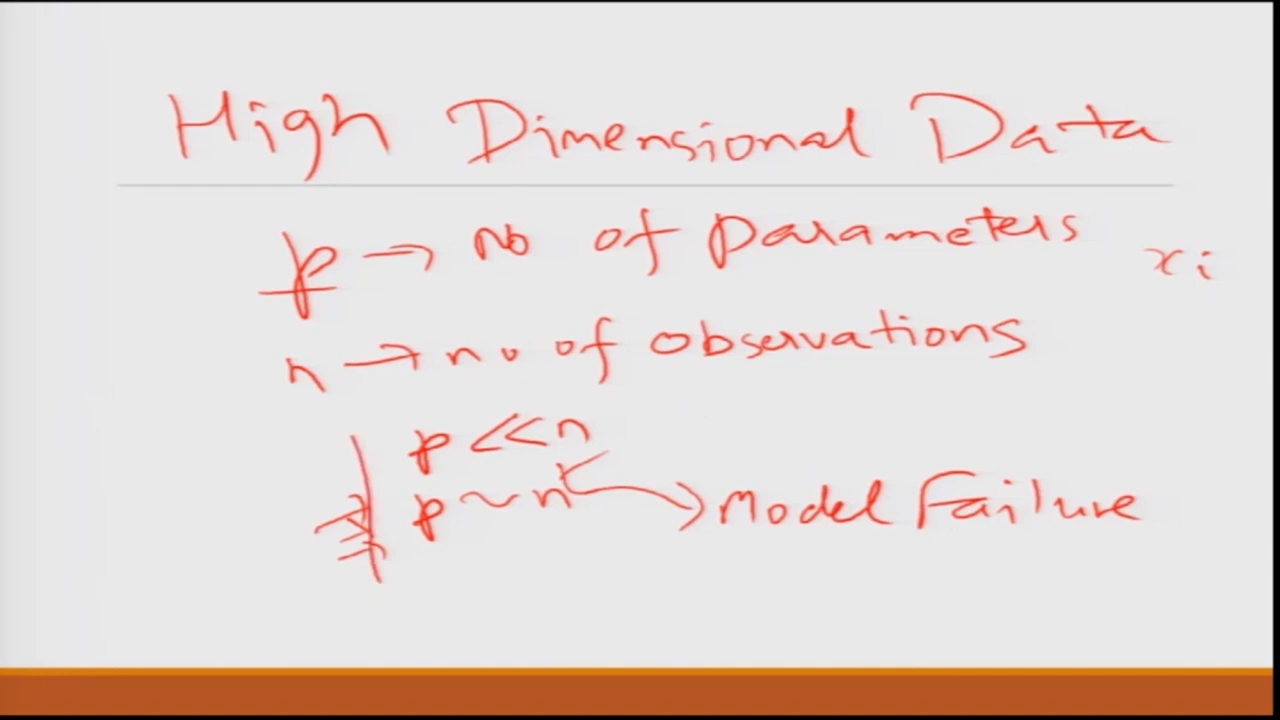 High Dimensional Data
p → No of parameters
xi
n → no of observations
p << n
p ~ n → Model Failure